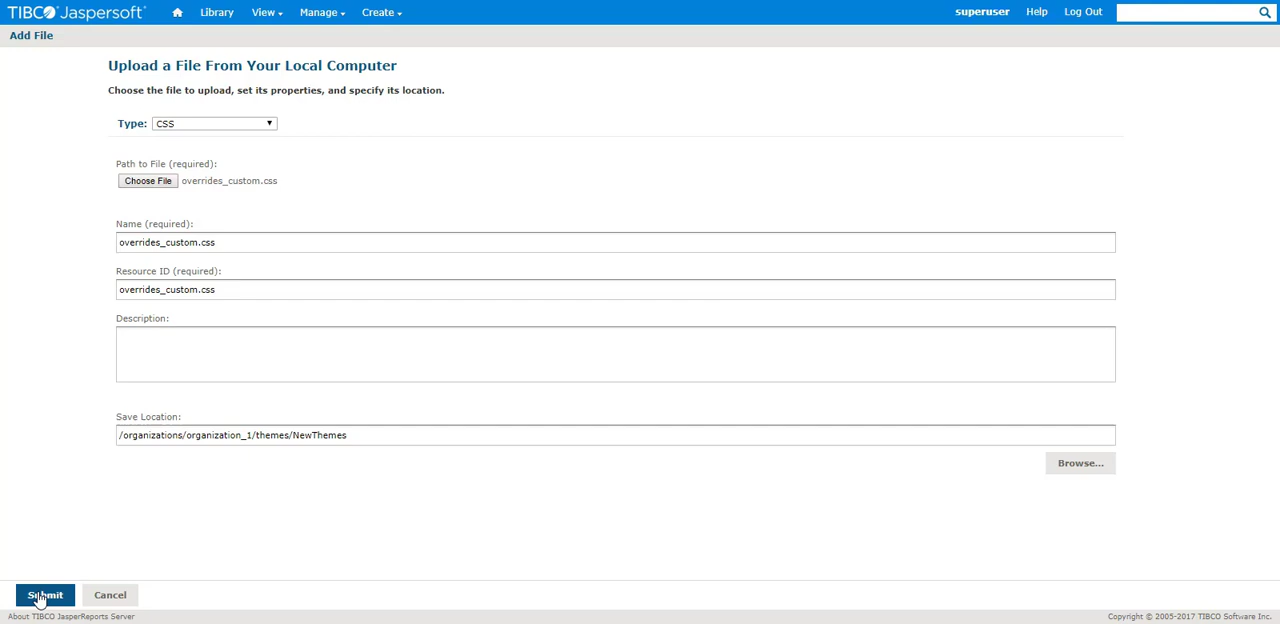 TIBCO Jaspersoft Library View Manage Create superuser Help Log Out
Add File
Upload a File From Your Local Computer
Choose the file to upload, set its properties, and specify its location.
Type: CSS
Path to File (required):
Choose File overrides_custom.css
Name (required):
overrides_custom.css
Resource ID (required):
overrides_custom.css
Description:
Save Location:
/organizations/organization_1/themes/NewThemes
Browse...
Submit Cancel
About TIBCO JasperReports Server Copyright © 2005-2017 TIBCO Software Inc.